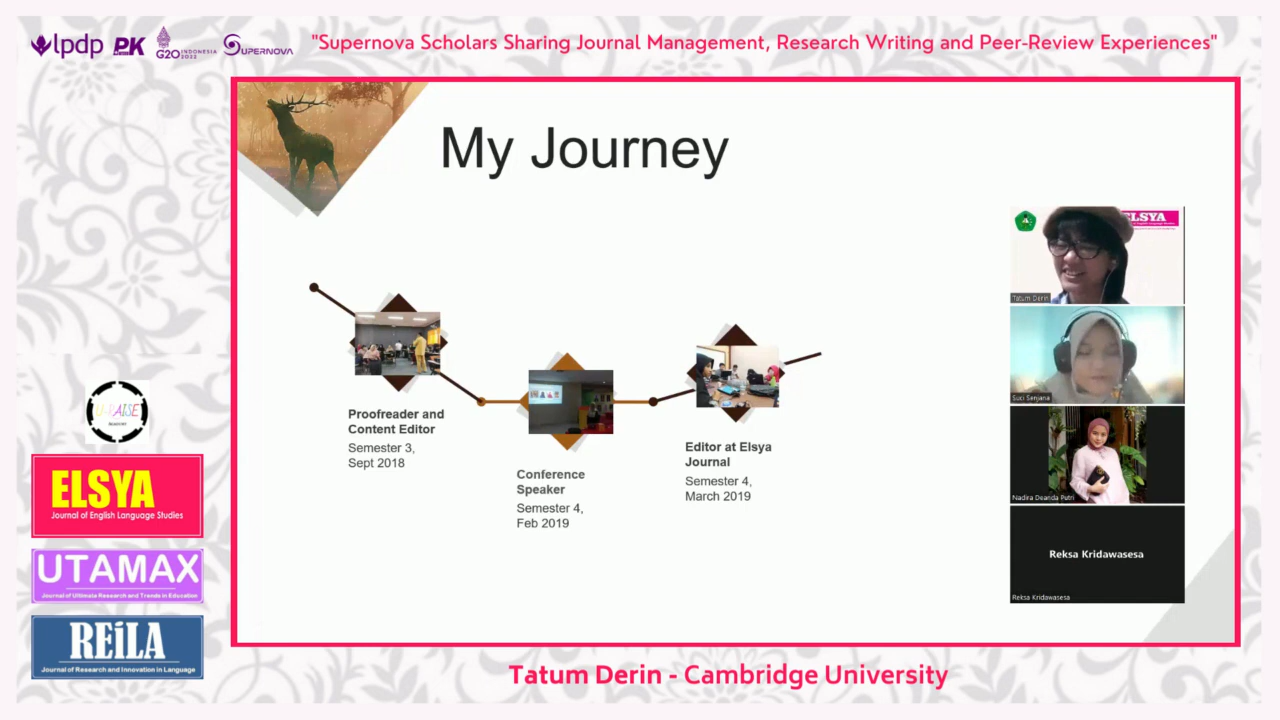 lpdp
PK
G20 INDONESIA
2022
SUPERNOVA
"Supernova Scholars Sharing Journal Management, Research Writing and Peer-Review Experiences"
My Journey
ELSYA
Tatum Derin
Suci Senjana
Nadira Deanda Putri
Reksa Kridawasesa
Reksa Kridawasesa
Proofreader and
Content Editor
Semester 3,
Sept 2018
Conference
Speaker
Semester 4,
Feb 2019
Editor at Elsya
Journal
Semester 4,
March 2019
ELSYA
Journal of English Language Studies
UTAMAX
Journal of Ultimate Research and Trends in Education
REiLA
Journal of Research and Innovation in Language
Tatum Derin - Cambridge University